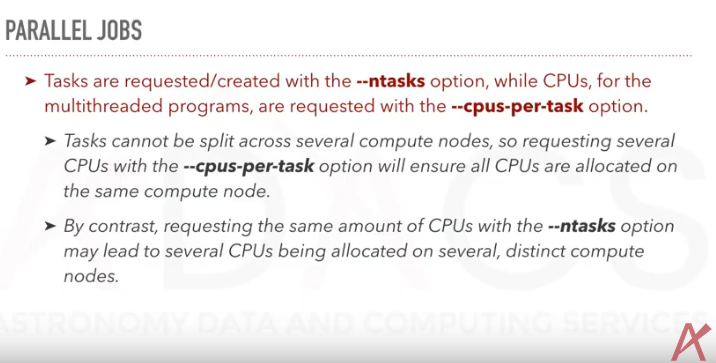 PARALLEL JOBS
➤ Tasks are requested/created with the --ntasks option, while CPUs, for the
multithreaded programs, are requested with the --cpus-per-task option.
➤ Tasks cannot be split across several compute nodes, so requesting several
CPUs with the --cpus-per-task option will ensure all CPUs are allocated on
the same compute node.
➤ By contrast, requesting the same amount of CPUs with the --ntasks option
may lead to several CPUs being allocated on several, distinct compute
nodes.
ADACS
ASTRONOMY DATA AND COMPUTING SERVICES